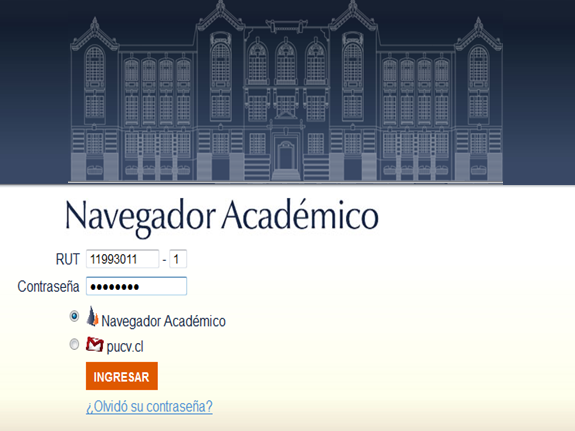 Navegador Académico
RUT 11993011 - 1
Contraseña ••••••••
Navegador Académico
pucv.cl
INGRESAR
¿Olvidó su contraseña?